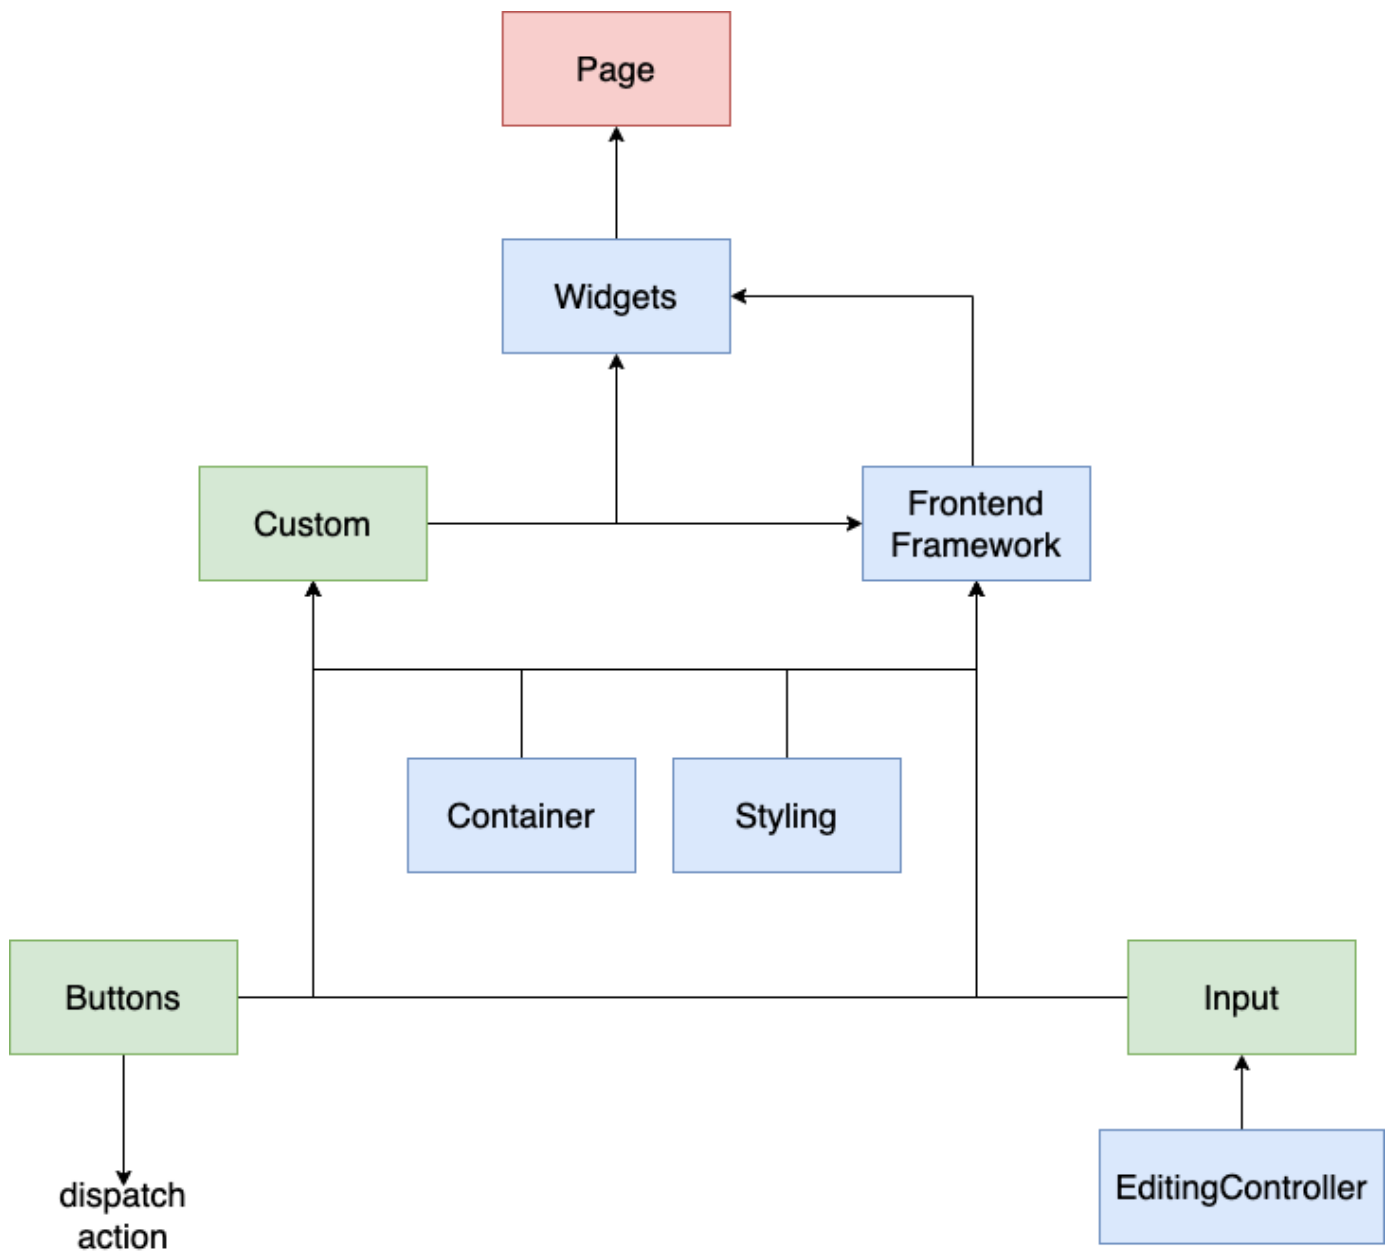 Page
Widgets
Custom
Frontend
Framework
Container
Styling
Buttons
Input
dispatch
action
EditingController